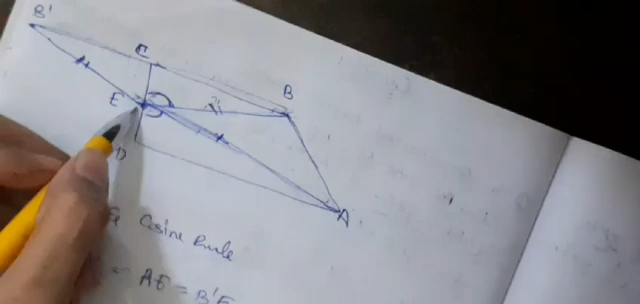 B'
C
B
E
D
A
Cosine Rule
= AE = B'E